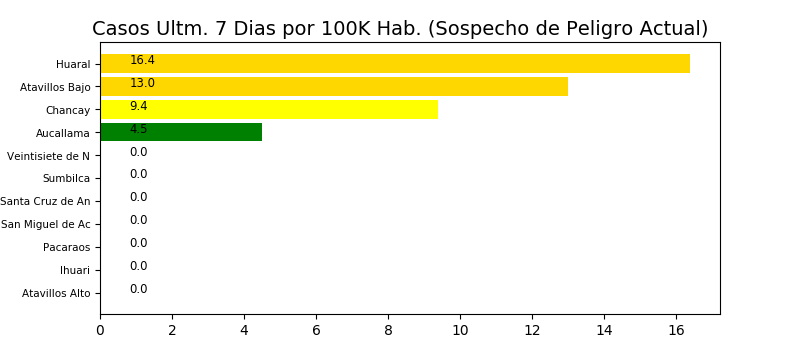 Casos Ultm. 7 Dias por 100K Hab. (Sospecho de Peligro Actual)
Huaral 16.4
Atavillos Bajo 13.0
Chancay 9.4
Aucallama 4.5
Veintisiete de N 0.0
Sumbilca 0.0
Santa Cruz de An 0.0
San Miguel de Ac 0.0
Pacaraos 0.0
Ihuari 0.0
Atavillos Alto 0.0
0 2 4 6 8 10 12 14 16